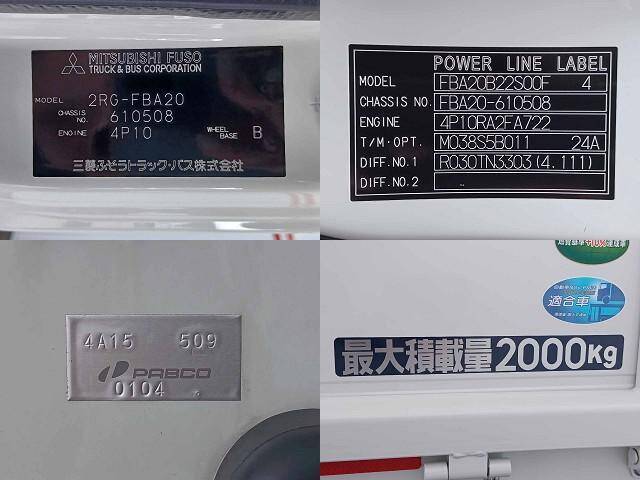 MITSUBISHI FUSO
TRUCK & BUS CORPORATION
MODEL 2RG-FBA20
CHASSIS NO. 610508
ENGINE 4P10 WHEEL BASE B
三菱ふそうトラック・バス株式会社
POWER LINE LABEL
MODEL FBA20B22S00F 4
CHASSIS NO. FBA20-610508
ENGINE 4P10RA2FA722
T/M・OPT. M038S5B011 24A
DIFF.NO.1 R030TN3303(4.111)
DIFF.NO.2
4A15 509
PABCO
0104
適合車
最大積載量2000Kg